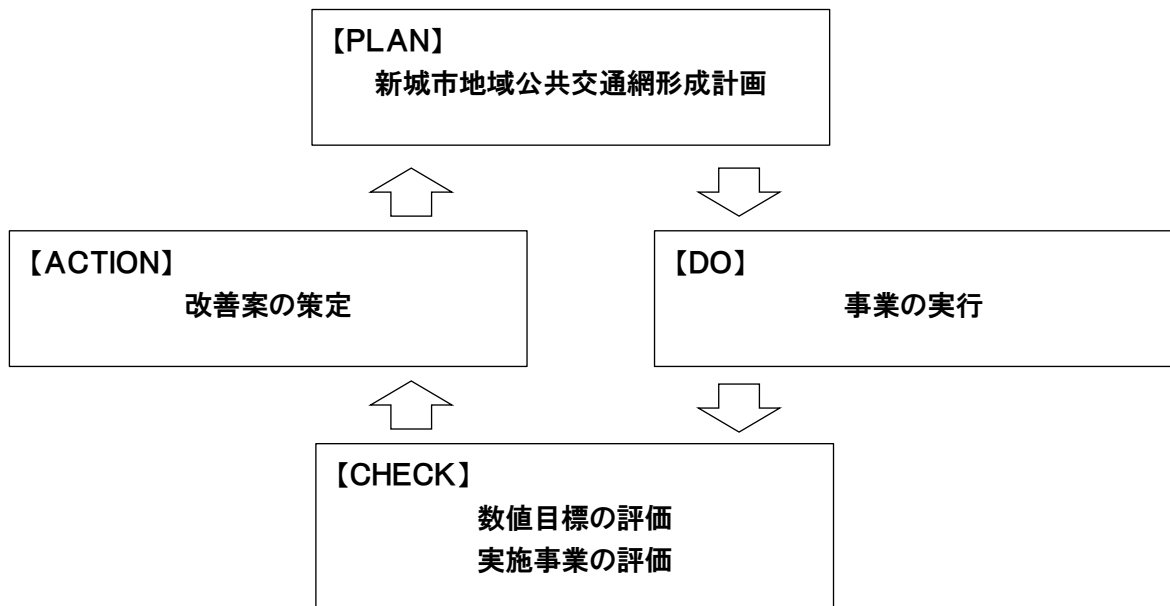 【PLAN】
新城市地域公共交通網形成計画
【ACTION】
改善案の策定
【DO】
事業の実行
【CHECK】
数値目標の評価
実施事業の評価